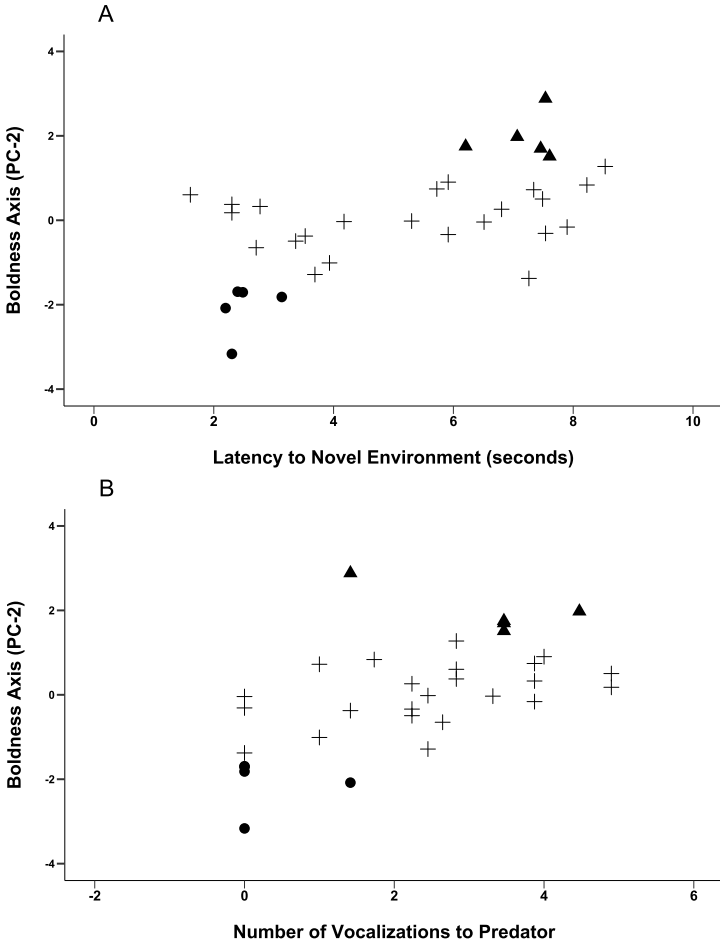 A
Boldness Axis (PC-2)
4
2
0
-2
-4
0 2 4 6 8 10
Latency to Novel Environment (seconds)
B
Boldness Axis (PC-2)
4
2
0
-2
-4
-2 0 2 4 6
Number of Vocalizations to Predator